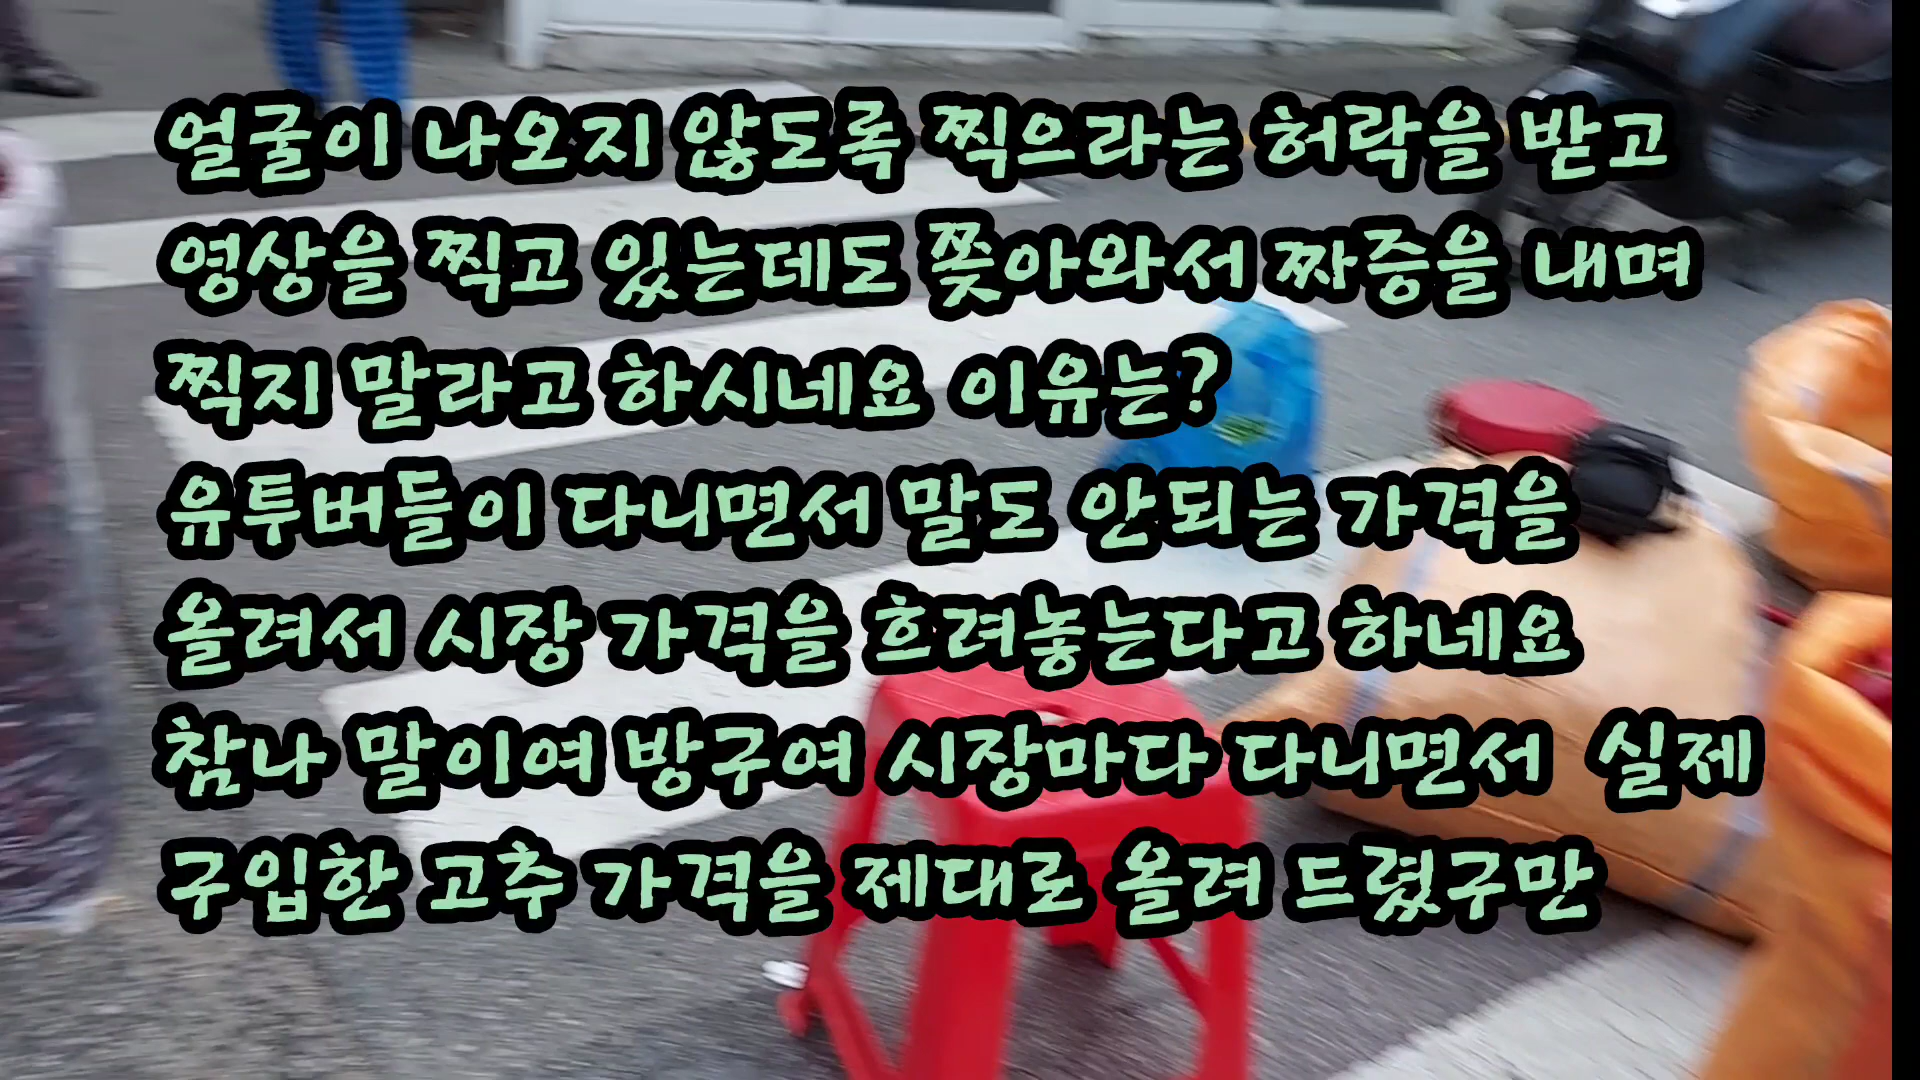 얼굴이 나오지 않도록 찍으라는 허락을 받고
영상을 찍고 있는데도 쫓아와서 짜증을 내며
찍지 말라고 하시네요 이유는?
유투버들이 다니면서 말도 안되는 가격을
올려서 시장 가격을 흐려놓는다고 하네요
참나 말이여 방구여 시장마다 다니면서 실제
구입한 고추 가격을 제대로 올려 드렸구만